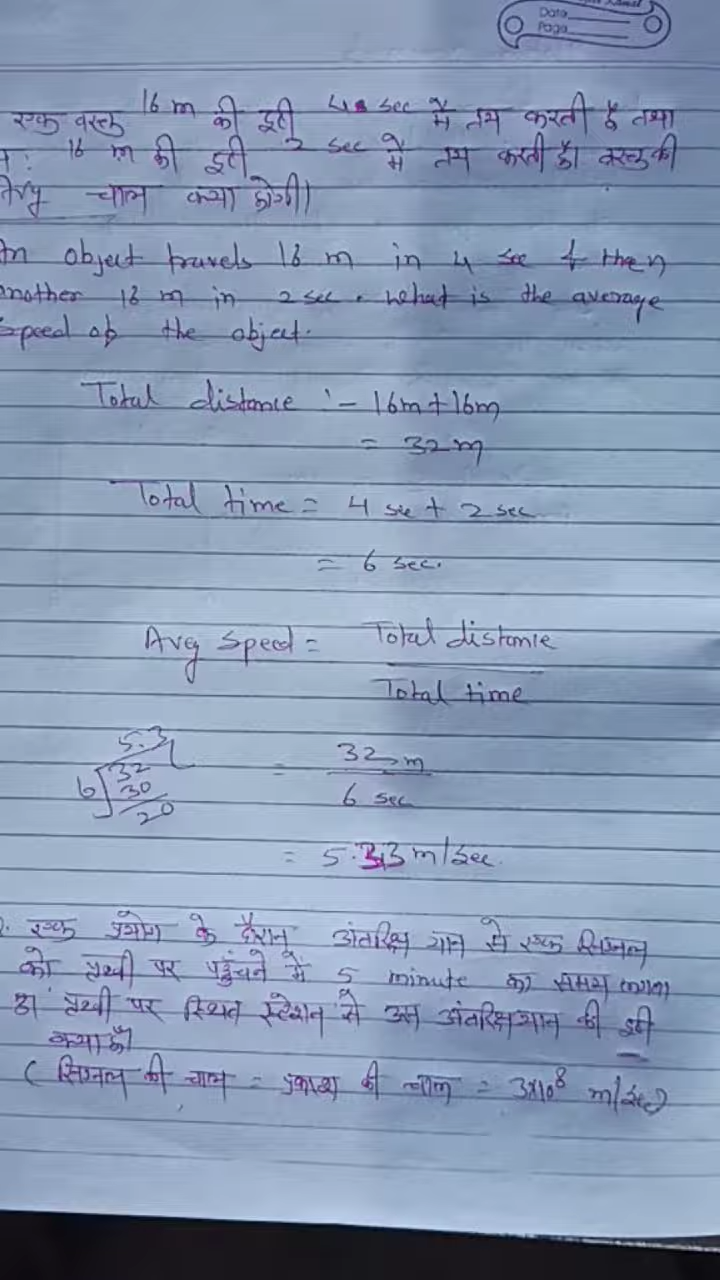 Date
Page
एक वस्तु 16 m की दूरी 4 sec में तय करती है तथा
: 16 m की दूरी 2 sec में तय करती है। वस्तु की
Avg चाल क्या होगी।
An object travels 16 m in 4 sec & then
another 16 m in 2 sec. what is the average
speed of the object.
Total distance :- 16m + 16m
= 32 m
Total time = 4 sec + 2 sec
= 6 sec.
Avg speed = Total distance
Total time
5.3
= 32 m
6 32
30
6 sec
20
= 5.33 m/sec.
. एक प्रयोग के दौरान अंतरिक्ष यान से एक सिग्नल
को पृथ्वी पर पहुंचने में 5 minute का समय लगता
है। पृथ्वी पर स्थित स्टेशन से उस अंतरिक्षयान की दूरी
क्या है।
( सिग्नल की चाल = प्रकाश की चाल = 3x10⁸ m/sec)